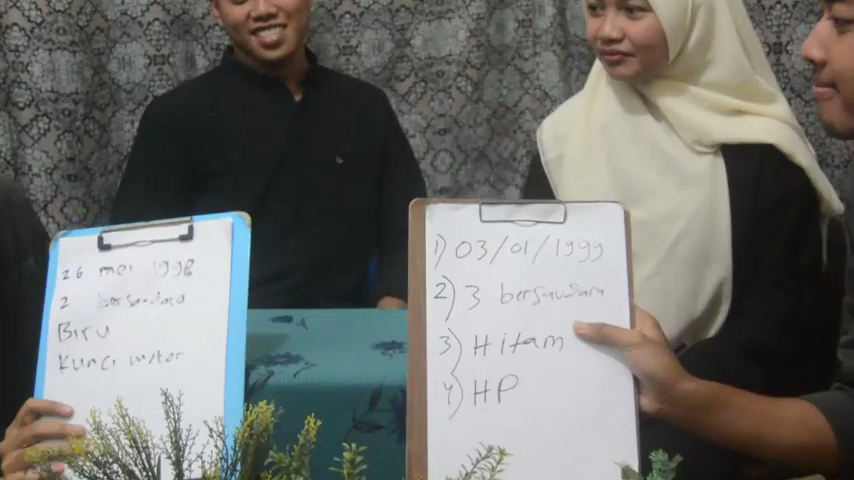 26 mei 1998
2 bersaudara
Biru
Kunci motor
1) 03/01/1999
2) 3 bersaudara
3) Hitam
4) HP